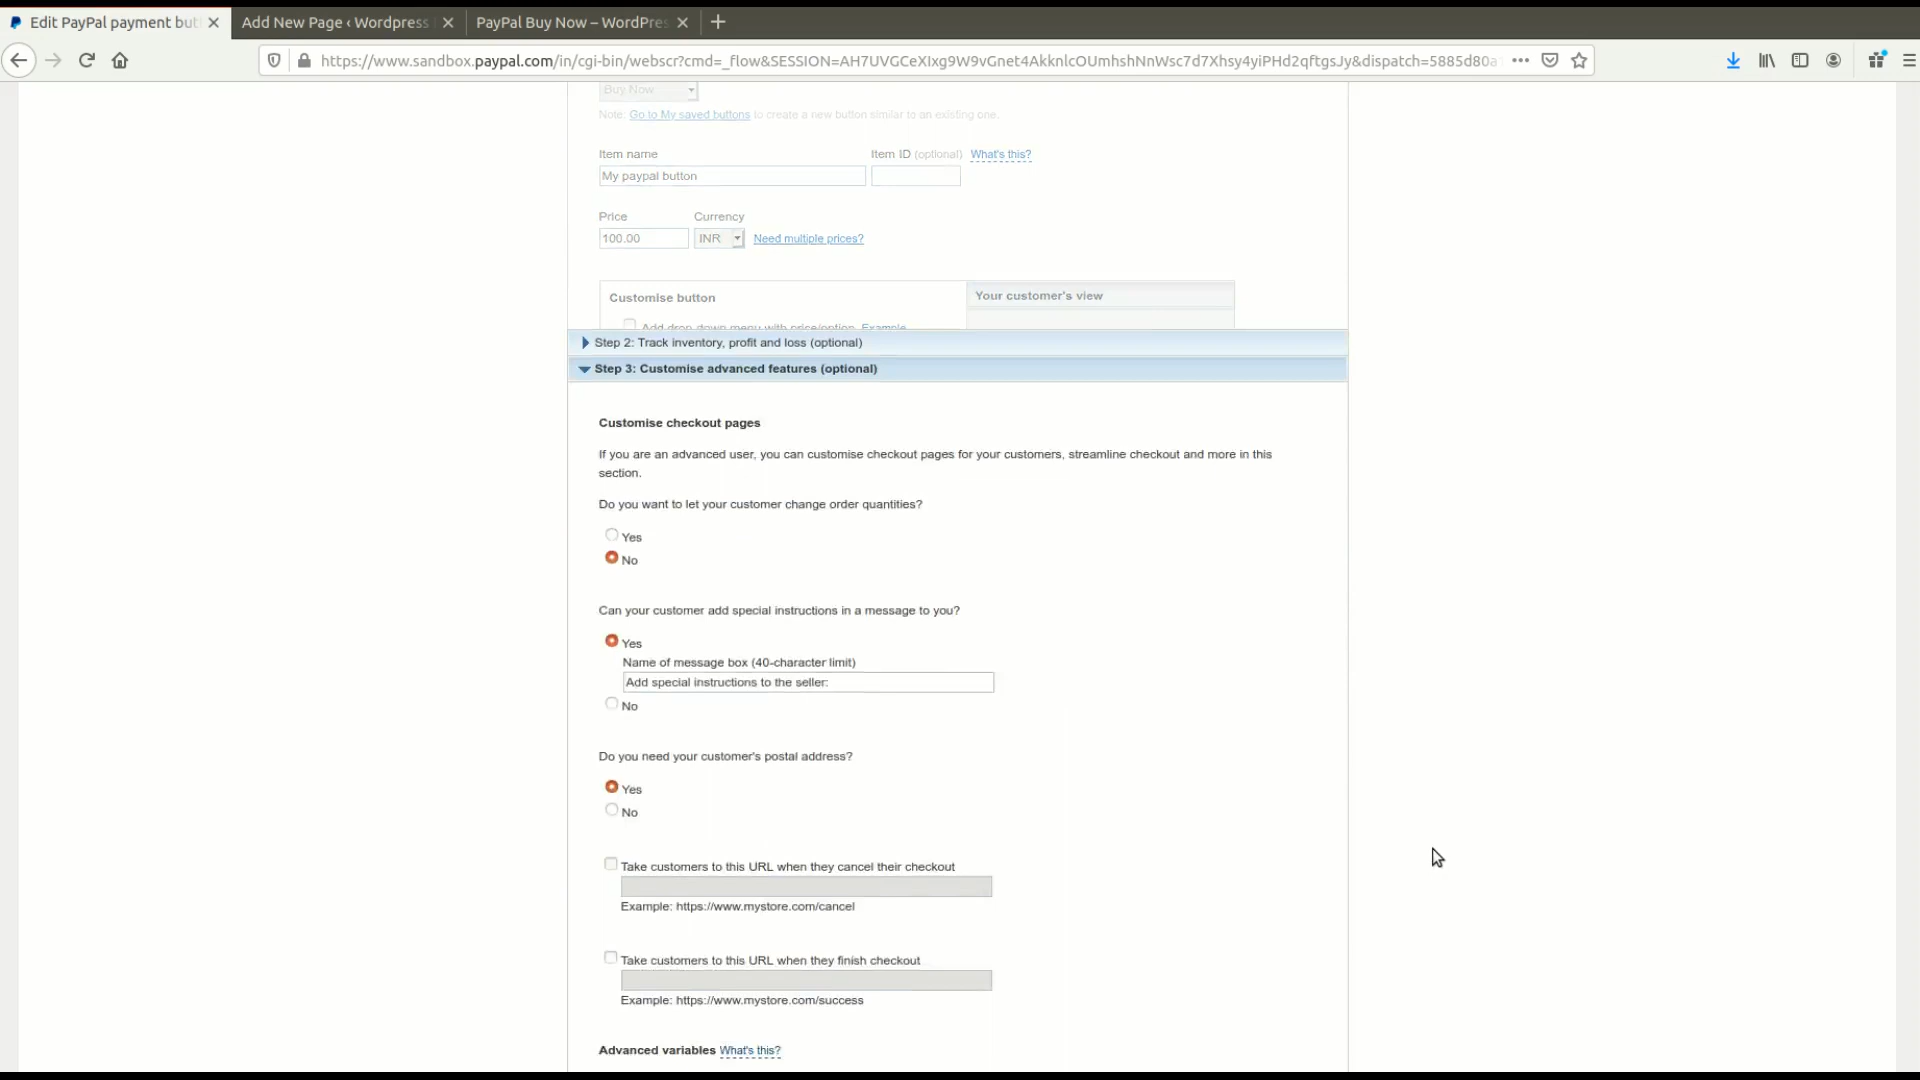 Edit PayPal payment but
Add New Page ‹ Wordpress
PayPal Buy Now – WordPre
https://www.sandbox.paypal.com/in/cgi-bin/webscr?cmd=_flow&SESSION=AH7UVGCeXIxg9W9vGnet4AkknlcOUmhshNnWsc7d7Xhsy4yiPHd2qftgsJy&dispatch=5885d80a
Buy Now
Note: Go to My saved buttons to create a new button similar to an existing one.
Item name Item ID (optional) What's this?
My paypal button
Price Currency
100.00 INR Need multiple prices?
Customise button Your customer's view
Add drop-down menu with price/option Example
Step 2: Track inventory, profit and loss (optional)
Step 3: Customise advanced features (optional)
Customise checkout pages
If you are an advanced user, you can customise checkout pages for your customers, streamline checkout and more in this
section.
Do you want to let your customer change order quantities?
Yes
No
Can your customer add special instructions in a message to you?
Yes
Name of message box (40-character limit)
Add special instructions to the seller:
No
Do you need your customer's postal address?
Yes
No
Take customers to this URL when they cancel their checkout
Example: https://www.mystore.com/cancel
Take customers to this URL when they finish checkout
Example: https://www.mystore.com/success
Advanced variables What's this?